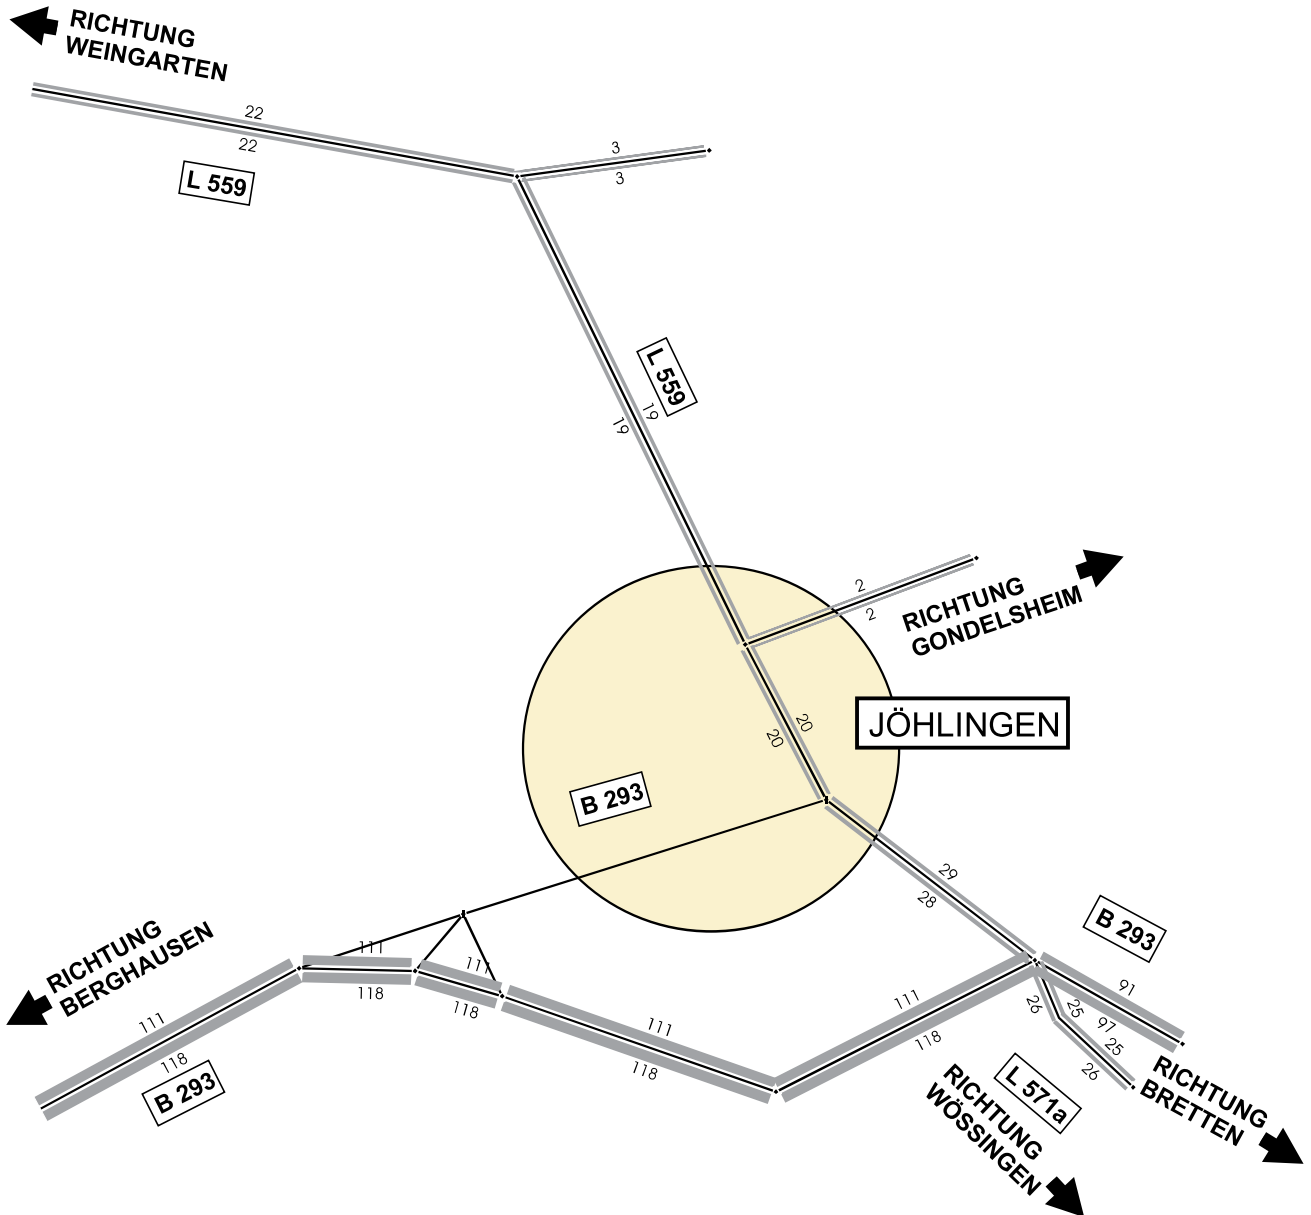 RICHTUNG
WEINGARTEN
22
22
L 559
3
3
L 559
19
19
2
2
RICHTUNG
GONDELSHEIM
20
20
JÖHLINGEN
B 293
29
28
B 293
RICHTUNG
BERGHAUSEN
111
118
111
118
111
118
B 293
111
118
111
118
91
97
25
26
25
26
L 571a
RICHTUNG
WÖSSINGEN
RICHTUNG
BRETTEN